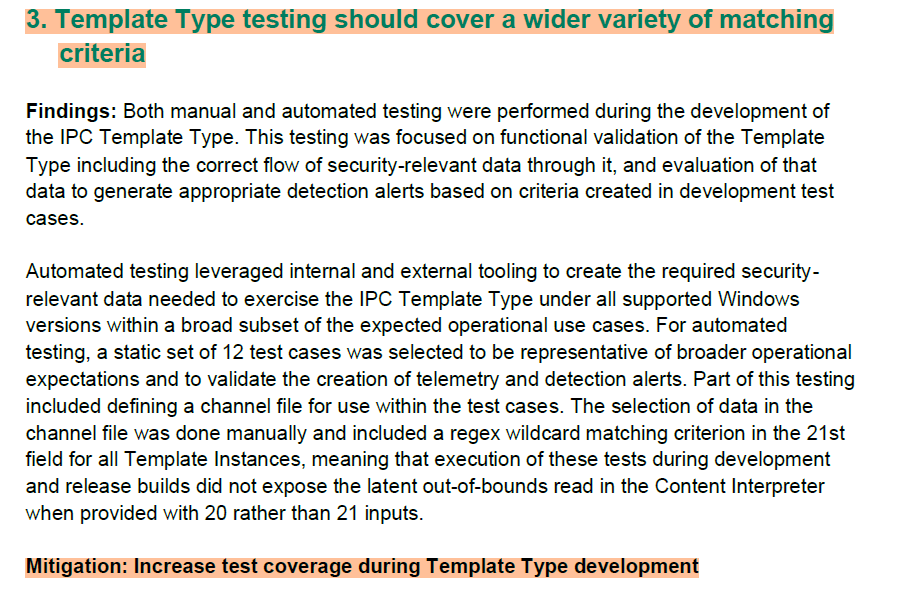 3. Template Type testing should cover a wider variety of matching
criteria
Findings: Both manual and automated testing were performed during the development of
the IPC Template Type. This testing was focused on functional validation of the Template
Type including the correct flow of security-relevant data through it, and evaluation of that
data to generate appropriate detection alerts based on criteria created in development test
cases.
Automated testing leveraged internal and external tooling to create the required security-
relevant data needed to exercise the IPC Template Type under all supported Windows
versions within a broad subset of the expected operational use cases. For automated
testing, a static set of 12 test cases was selected to be representative of broader operational
expectations and to validate the creation of telemetry and detection alerts. Part of this testing
included defining a channel file for use within the test cases. The selection of data in the
channel file was done manually and included a regex wildcard matching criterion in the 21st
field for all Template Instances, meaning that execution of these tests during development
and release builds did not expose the latent out-of-bounds read in the Content Interpreter
when provided with 20 rather than 21 inputs.
Mitigation: Increase test coverage during Template Type development